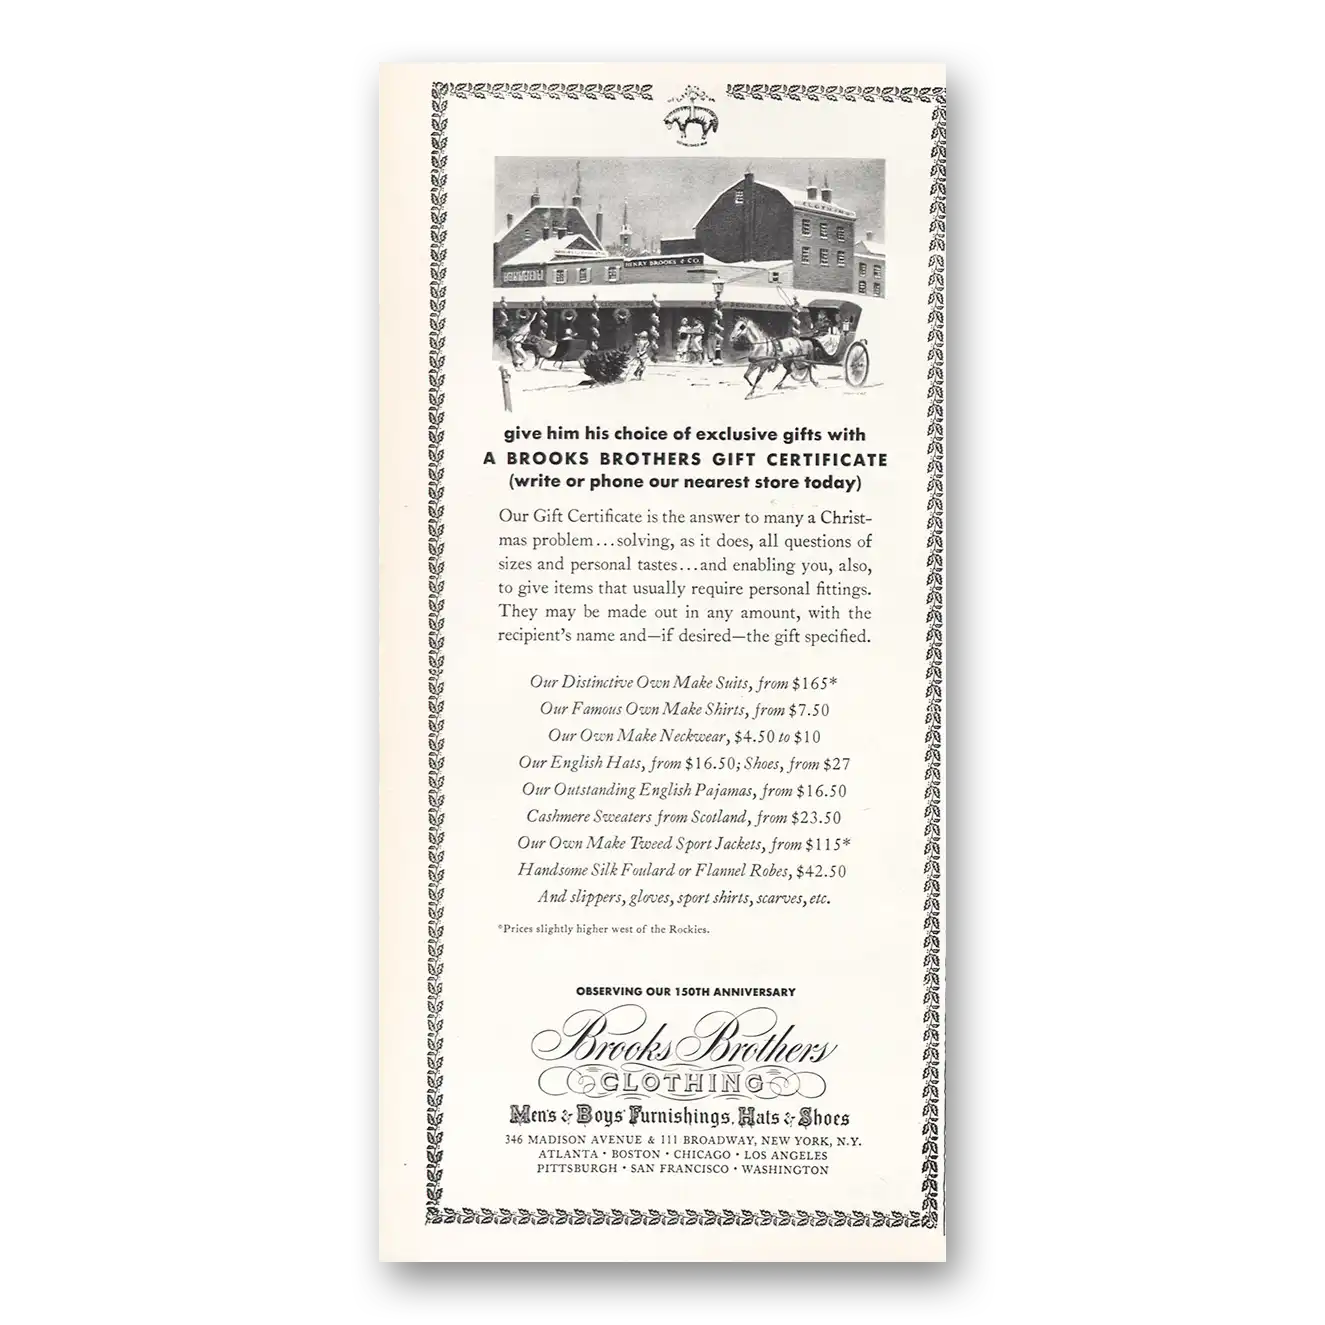 CLOTHING
HENRY BROOKS & CO.
give him his choice of exclusive gifts with
A BROOKS BROTHERS GIFT CERTIFICATE
(write or phone our nearest store today)
Our Gift Certificate is the answer to many a Christ-
mas problem...solving, as it does, all questions of
sizes and personal tastes...and enabling you, also,
to give items that usually require personal fittings.
They may be made out in any amount, with the
recipient's name and—if desired—the gift specified.
Our Distinctive Own Make Suits, from $165*
Our Famous Own Make Shirts, from $7.50
Our Own Make Neckwear, $4.50 to $10
Our English Hats, from $16.50; Shoes, from $27
Our Outstanding English Pajamas, from $16.50
Cashmere Sweaters from Scotland, from $23.50
Our Own Make Tweed Sport Jackets, from $115*
Handsome Silk Foulard or Flannel Robes, $42.50
And slippers, gloves, sport shirts, scarves, etc.
*Prices slightly higher west of the Rockies.
OBSERVING OUR 150TH ANNIVERSARY
Brooks Brothers
CLOTHING
Men's & Boys' Furnishings, Hats & Shoes
346 MADISON AVENUE & 111 BROADWAY, NEW YORK, N.Y.
ATLANTA • BOSTON • CHICAGO • LOS ANGELES
PITTSBURGH • SAN FRANCISCO • WASHINGTON